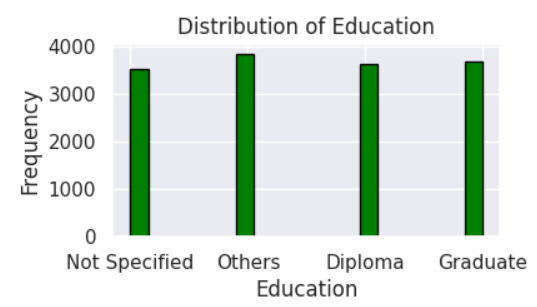 Distribution of Education
4000
3000
2000
1000
0
Frequency
Not Specified Others Diploma Graduate
Education